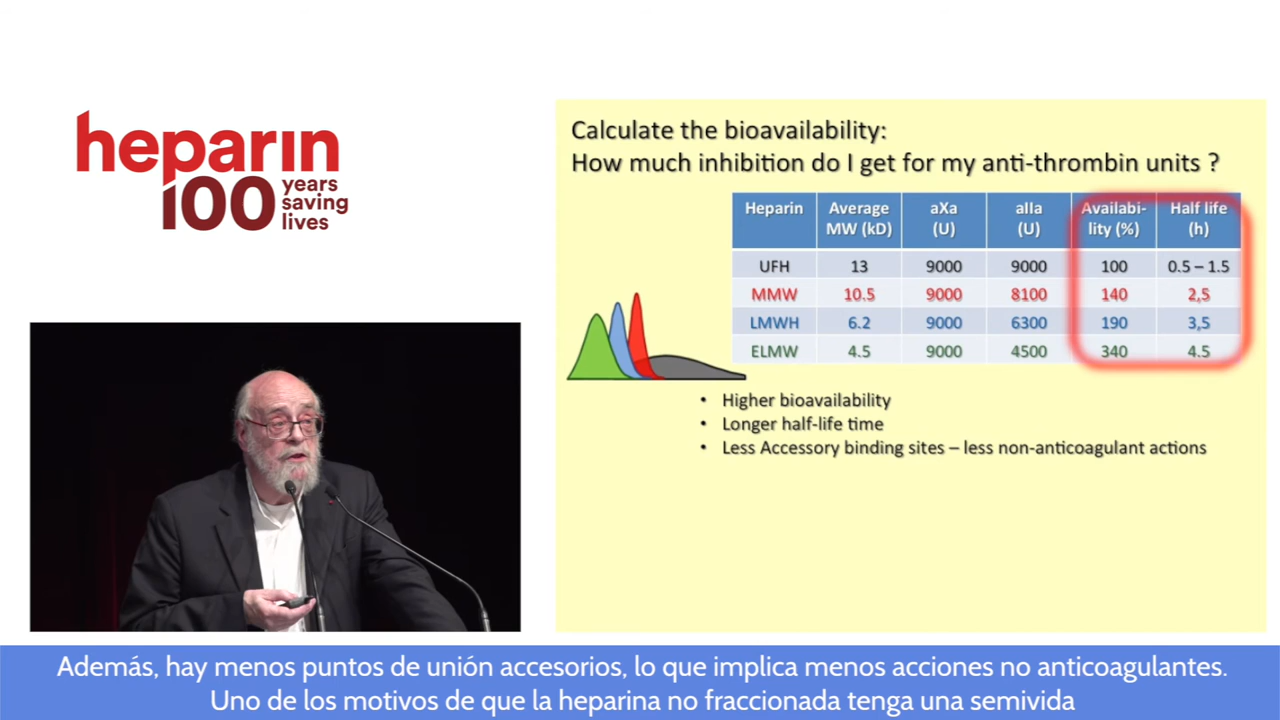 heparin
100 years
saving
lives
Calculate the bioavailability:
How much inhibition do I get for my anti-thrombin units ?
Heparin Average MW (kD) aXa (U) aIIa (U) Availabi-lity (%) Half life (h)
UFH 13 9000 9000 100 0.5 – 1.5
MMW 10.5 9000 8100 140 2,5
LMWH 6.2 9000 6300 190 3,5
ELMW 4.5 9000 4500 340 4.5
• Higher bioavailability
• Longer half-life time
• Less Accessory binding sites – less non-anticoagulant actions
Además, hay menos puntos de unión accesorios, lo que implica menos acciones no anticoagulantes.
Uno de los motivos de que la heparina no fraccionada tenga una semivida